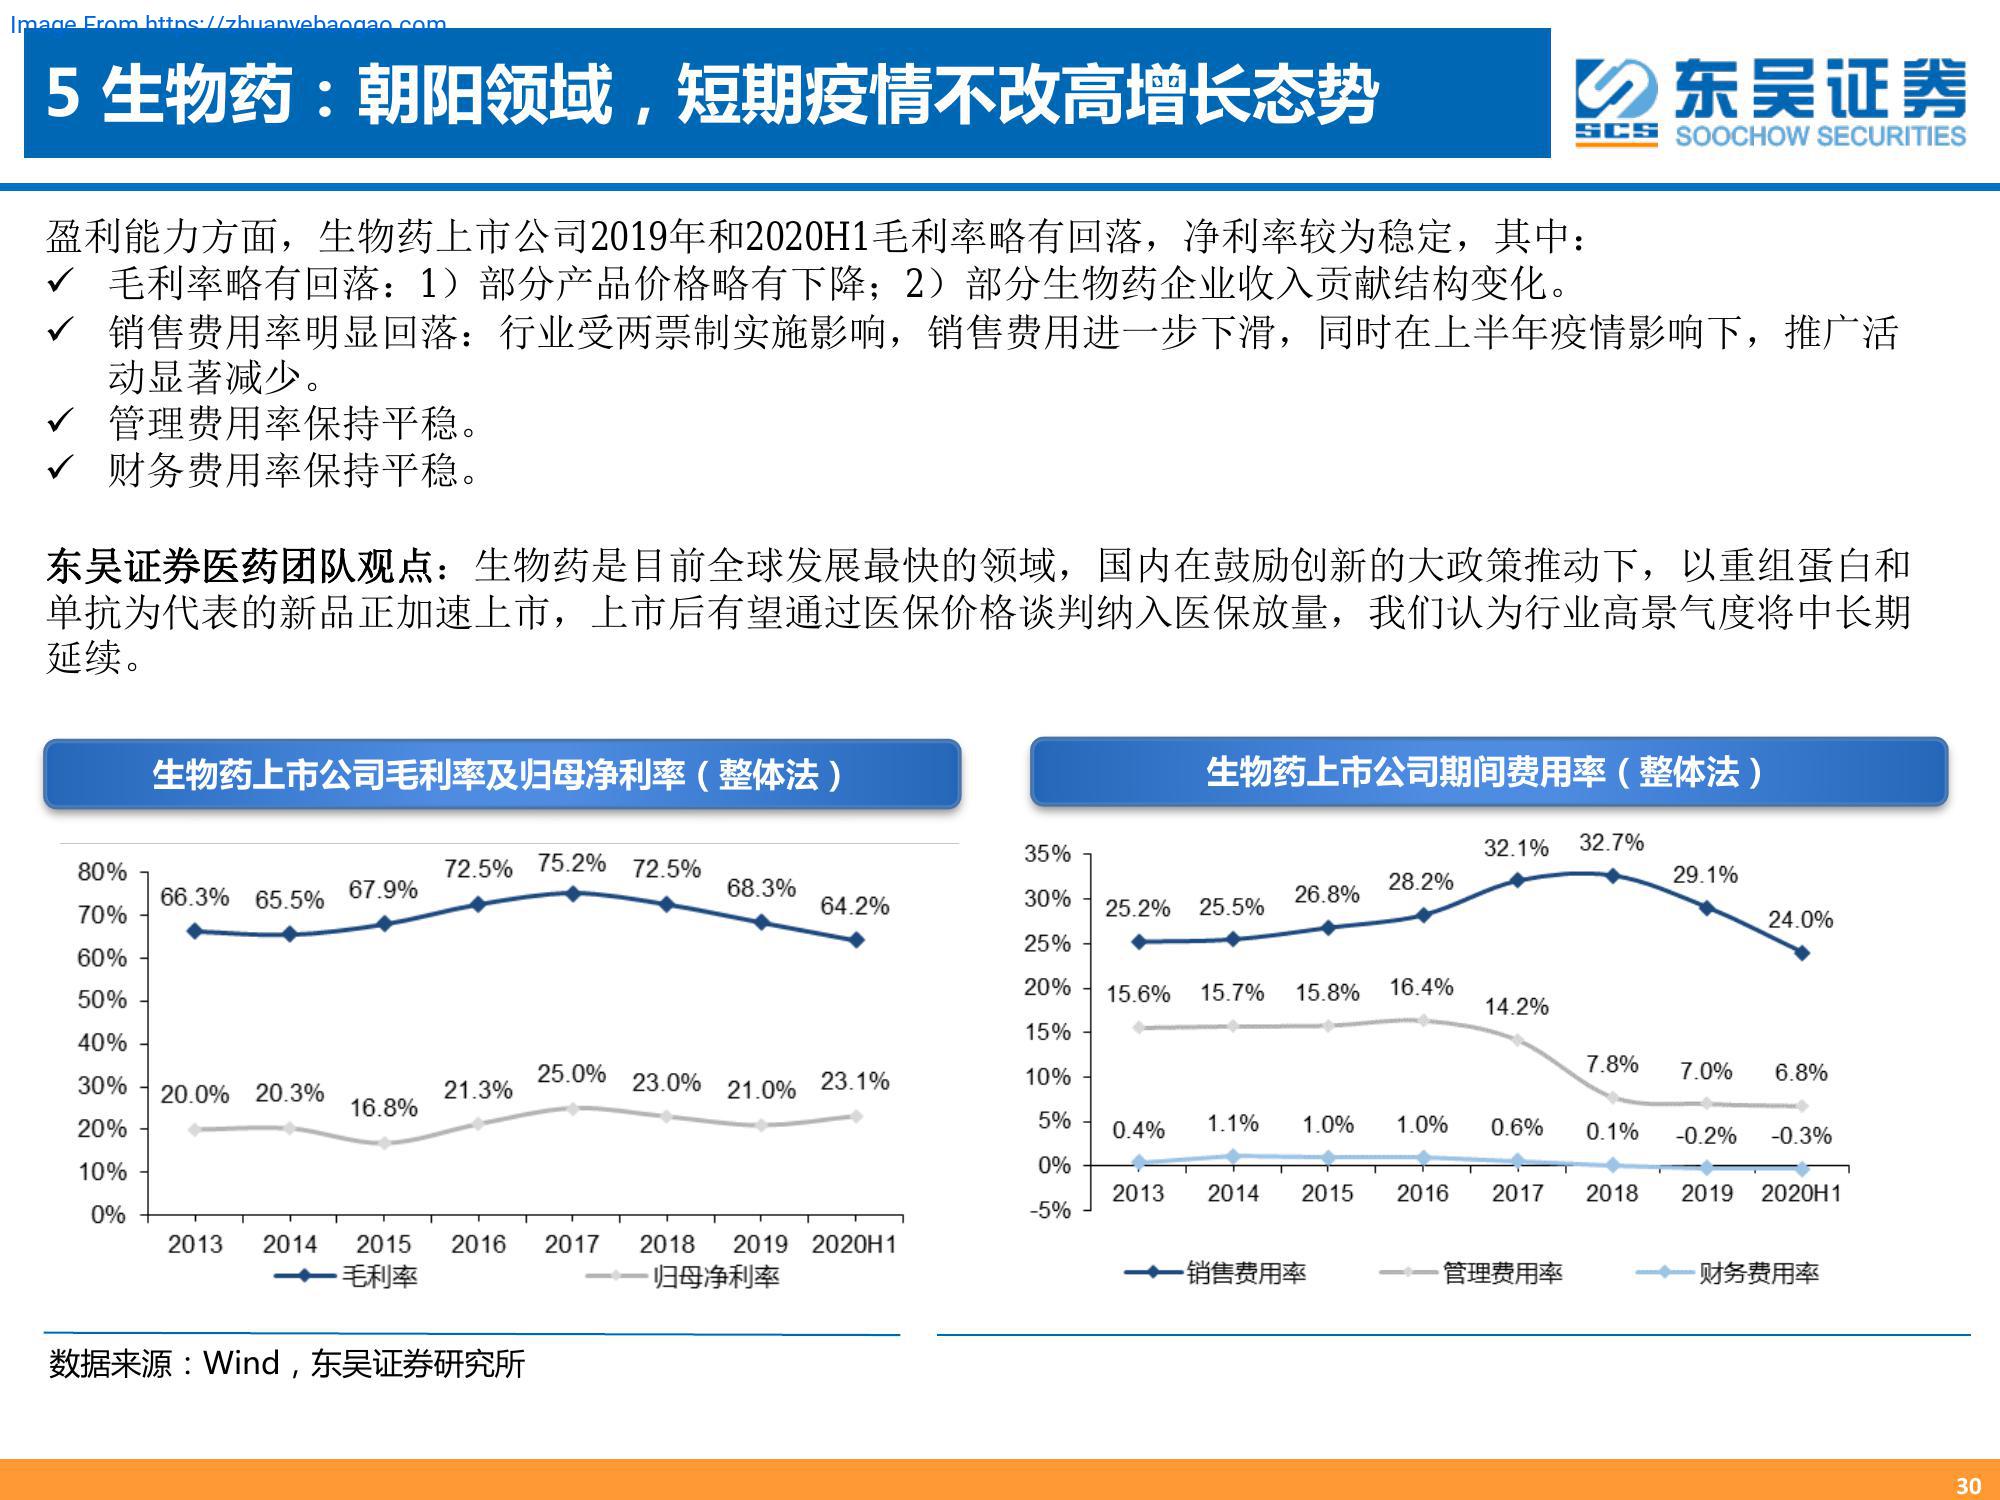 Image From https://zhuanyebaogao.com
5 生物药：朝阳领域，短期疫情不改高增长态势
东吴证券
SCS
SOOCHOW SECURITIES
盈利能力方面，生物药上市公司2019年和2020H1毛利率略有回落，净利率较为稳定，其中：
✓ 毛利率略有回落：1）部分产品价格略有下降；2）部分生物药企业收入贡献结构变化。
✓ 销售费用率明显回落：行业受两票制实施影响，销售费用进一步下滑，同时在上半年疫情影响下，推广活
动显著减少。
✓ 管理费用率保持平稳。
✓ 财务费用率保持平稳。
东吴证券医药团队观点：生物药是目前全球发展最快的领域，国内在鼓励创新的大政策推动下，以重组蛋白和
单抗为代表的新品正加速上市，上市后有望通过医保价格谈判纳入医保放量，我们认为行业高景气度将中长期
延续。
生物药上市公司毛利率及归母净利率（整体法）
80%
70%
60%
50%
40%
30%
20%
10%
0%
66.3% 65.5% 67.9% 72.5% 75.2% 72.5% 68.3% 64.2%
20.0% 20.3% 16.8% 21.3% 25.0% 23.0% 21.0% 23.1%
2013 2014 2015 2016 2017 2018 2019 2020H1
毛利率 归母净利率
生物药上市公司期间费用率（整体法）
35%
30%
25%
20%
15%
10%
5%
0%
-5%
25.2% 25.5% 26.8% 28.2% 32.1% 32.7% 29.1% 24.0%
15.6% 15.7% 15.8% 16.4% 14.2% 7.8% 7.0% 6.8%
0.4% 1.1% 1.0% 1.0% 0.6% 0.1% -0.2% -0.3%
2013 2014 2015 2016 2017 2018 2019 2020H1
销售费用率 管理费用率 财务费用率
数据来源：Wind，东吴证券研究所
30